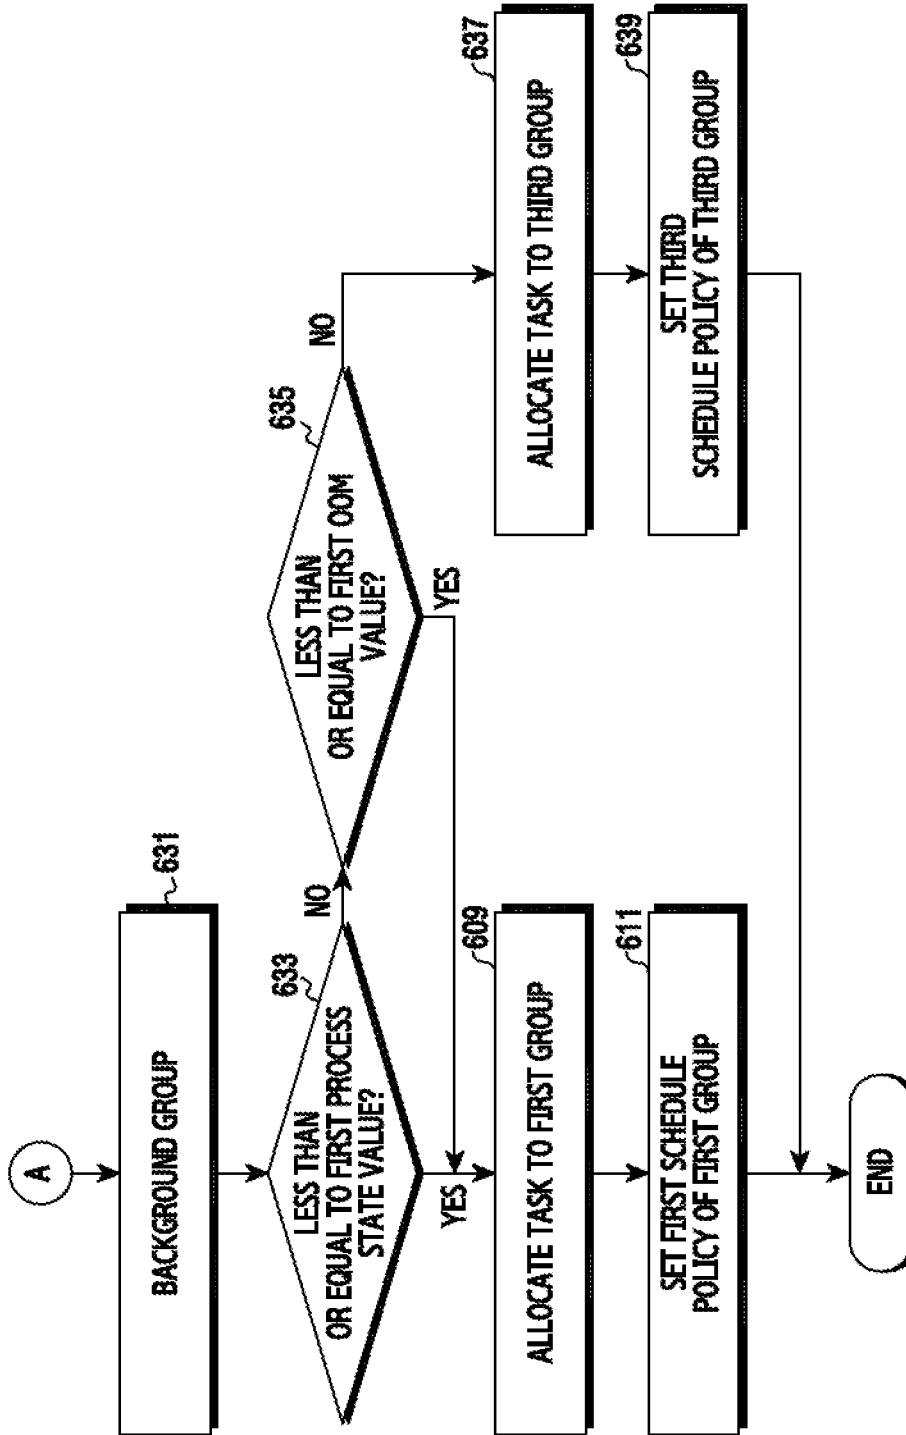 A
BACKGROUND GROUP
631
LESS THAN
OR EQUAL TO FIRST PROCESS
STATE VALUE?
633
NO
YES
LESS THAN
OR EQUAL TO FIRST OOM
VALUE?
635
NO
YES
ALLOCATE TASK TO FIRST GROUP
609
SET FIRST SCHEDULE
POLICY OF FIRST GROUP
611
ALLOCATE TASK TO THIRD GROUP
637
SET THIRD
SCHEDULE POLICY OF THIRD GROUP
639
END